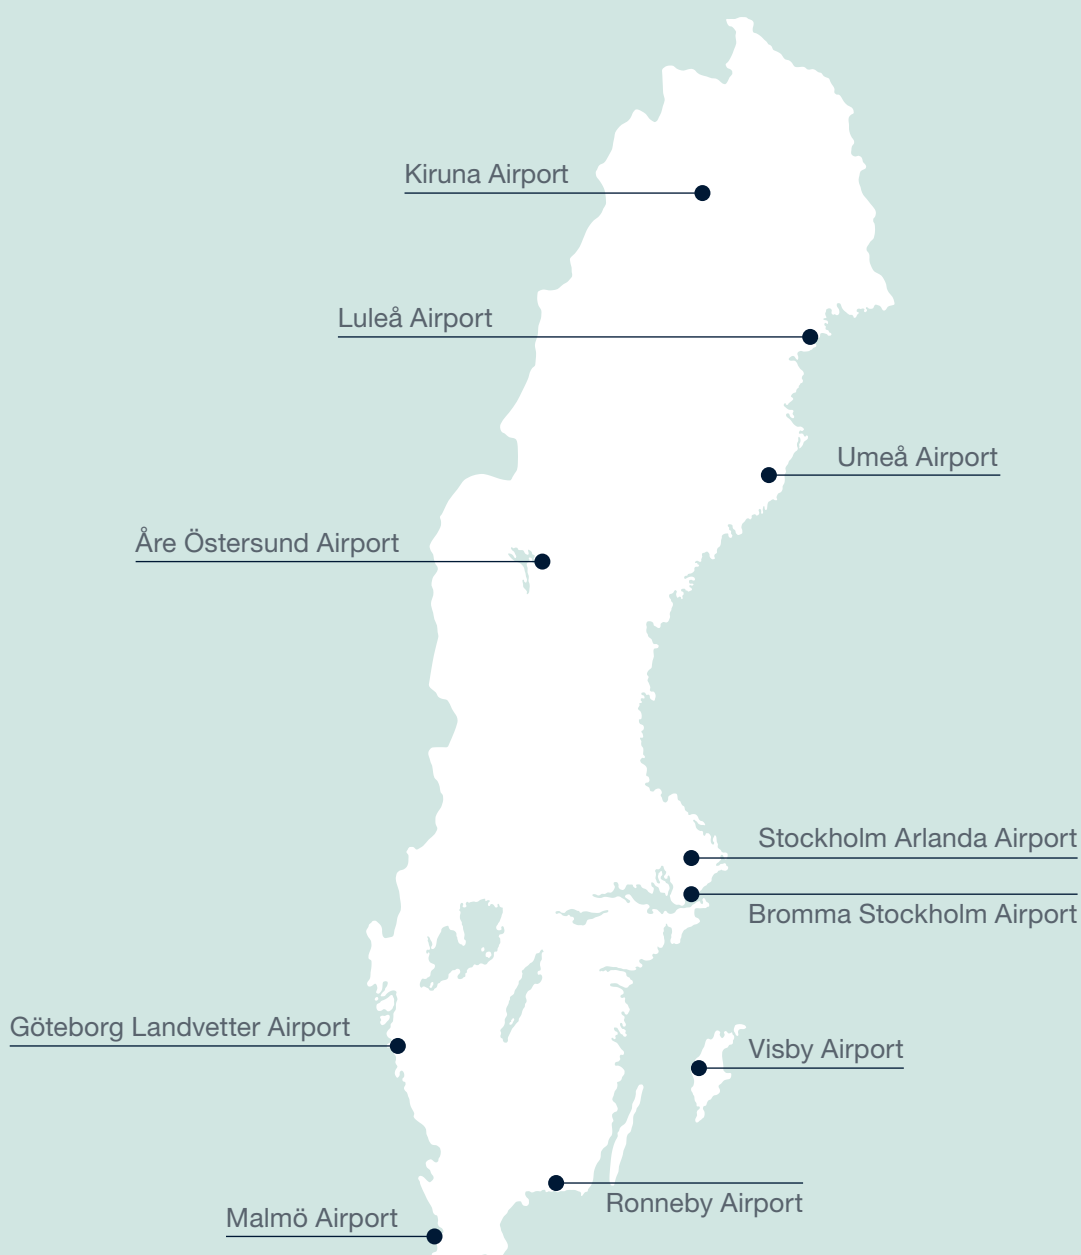 Kiruna Airport
Luleå Airport
Umeå Airport
Åre Östersund Airport
Stockholm Arlanda Airport
Bromma Stockholm Airport
Göteborg Landvetter Airport
Visby Airport
Ronneby Airport
Malmö Airport